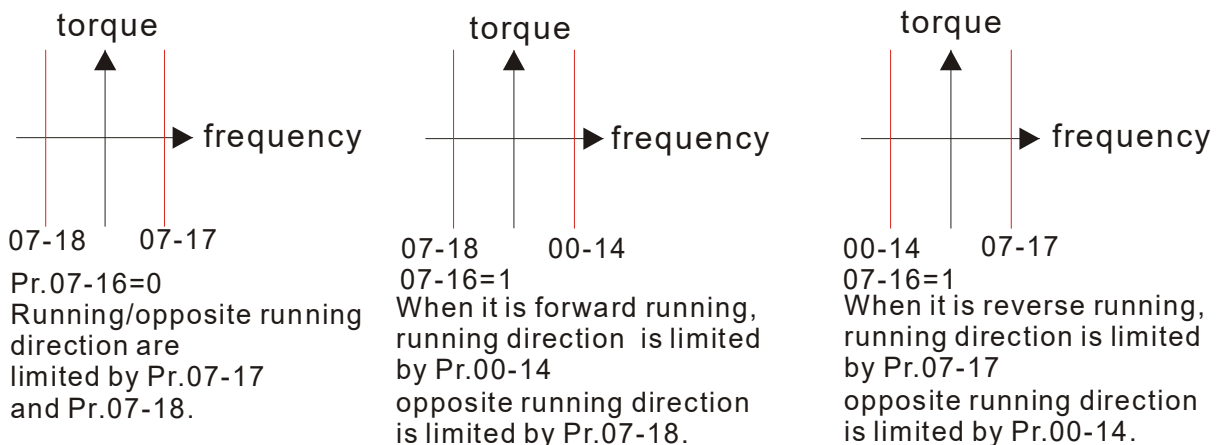 torque
frequency
07-18 07-17
Pr.07-16=0
Running/opposite running
direction are
limited by Pr.07-17
and Pr.07-18.
torque
frequency
07-18 00-14
07-16=1
When it is forward running,
running direction is limited
by Pr.00-14
opposite running direction
is limited by Pr.07-18.
torque
frequency
00-14 07-17
07-16=1
When it is reverse running,
running direction is limited
by Pr.07-17
opposite running direction
is limited by Pr.00-14.